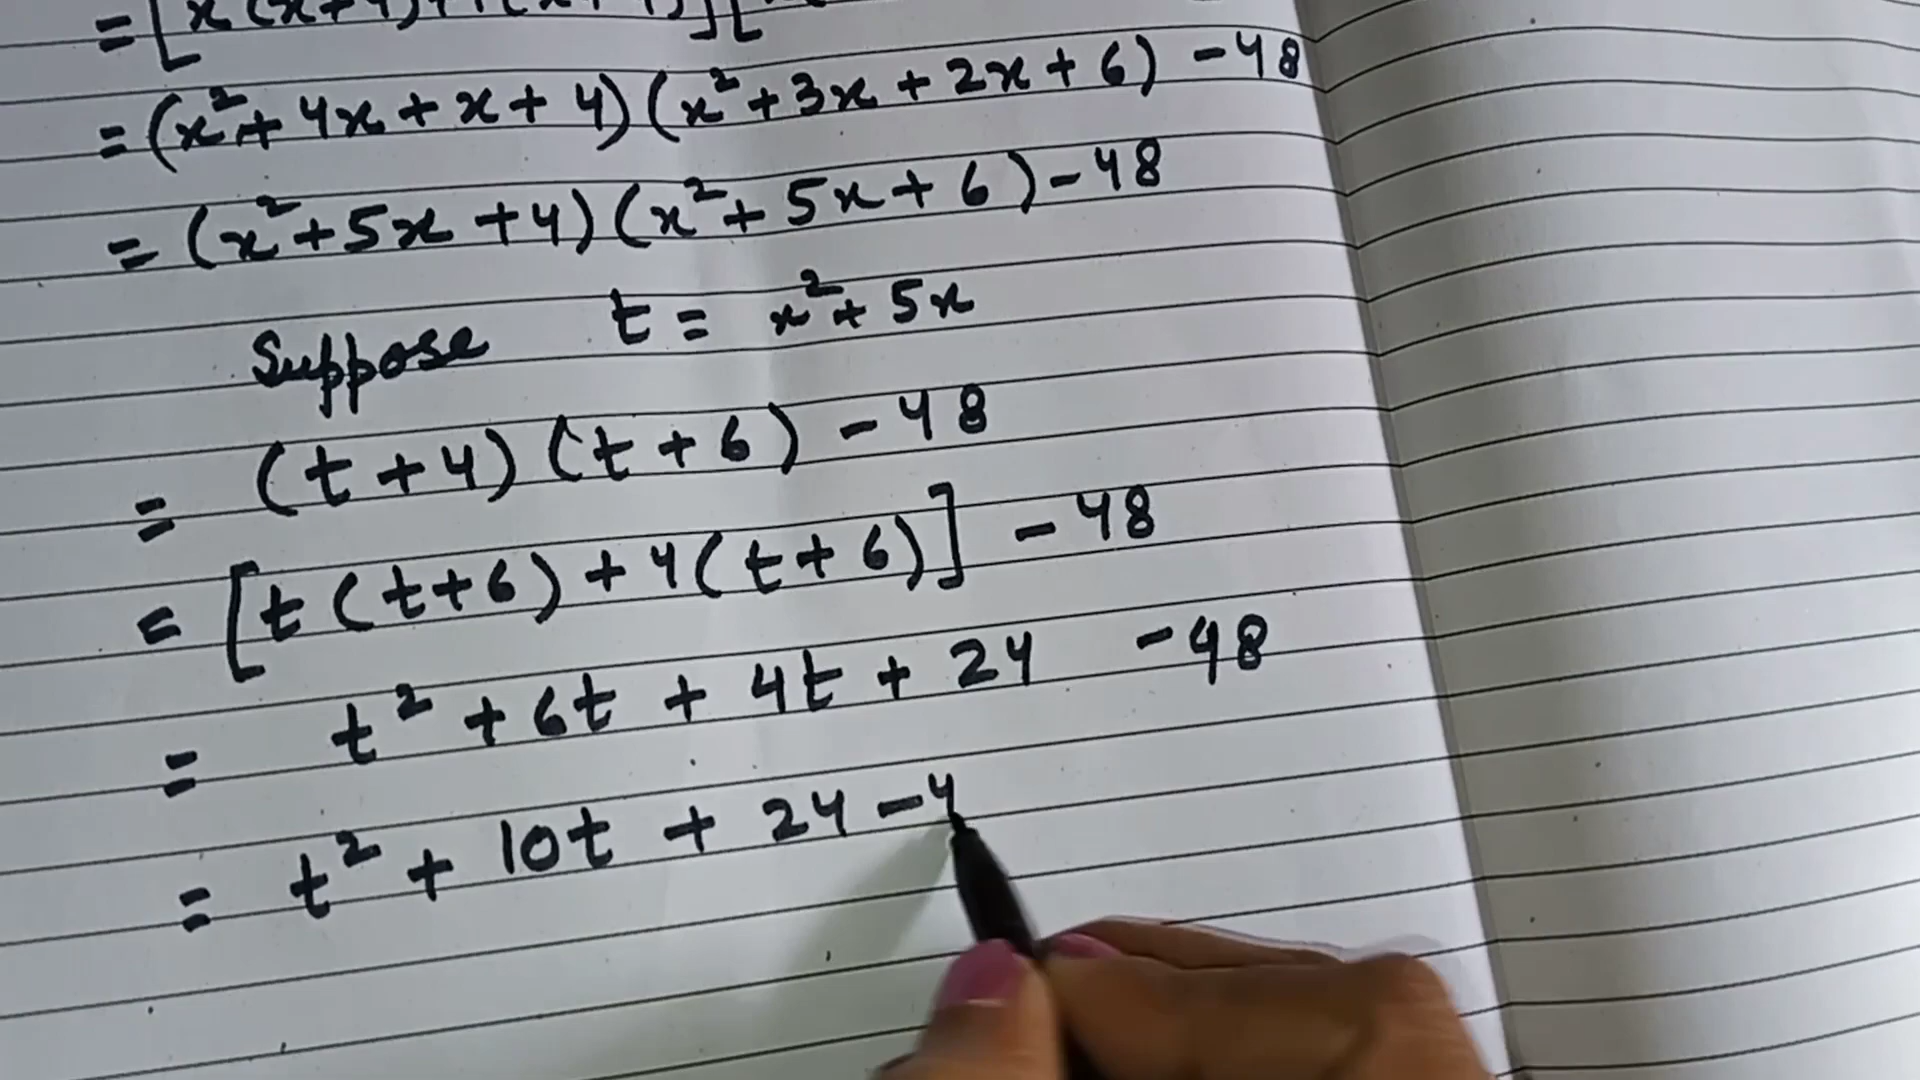 = (x² + 4x + x + 4) (x² + 3x + 2x + 6) - 48
= (x² + 5x + 4) (x² + 5x + 6) - 48
Suppose t = x² + 5x
= (t + 4) (t + 6) - 48
= [t (t + 6) + 4 (t + 6)] - 48
= t² + 6t + 4t + 24 - 48
= t² + 10t + 24 - 4